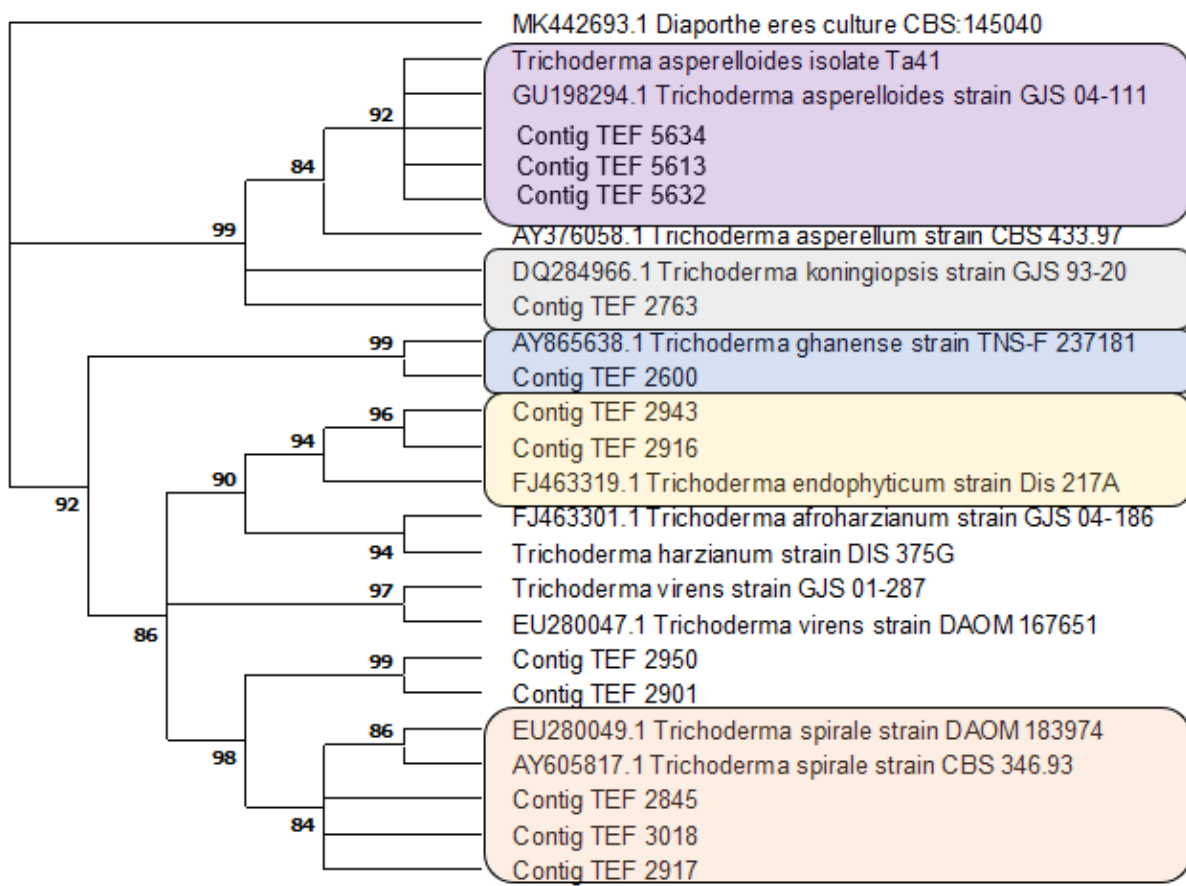 MK442693.1 Diaporthe eres culture CBS:145040
Trichoderma asperelloides isolate Ta41
GU198294.1 Trichoderma asperelloides strain GJS 04-111
92
Contig TEF 5634
Contig TEF 5613
84
Contig TEF 5632
99
AY376058.1 Trichoderma asperellum strain CBS 433.97
DQ284966.1 Trichoderma koningiopsis strain GJS 93-20
Contig TEF 2763
99
AY865638.1 Trichoderma ghanense strain TNS-F 237181
Contig TEF 2600
96
Contig TEF 2943
94
Contig TEF 2916
90
FJ463319.1 Trichoderma endophyticum strain Dis 217A
92
FJ463301.1 Trichoderma afroharzianum strain GJS 04-186
94
Trichoderma harzianum strain DIS 375G
97
Trichoderma virens strain GJS 01-287
EU280047.1 Trichoderma virens strain DAOM 167651
86
99
Contig TEF 2950
Contig TEF 2901
86
EU280049.1 Trichoderma spirale strain DAOM 183974
98
AY605817.1 Trichoderma spirale strain CBS 346.93
Contig TEF 2845
84
Contig TEF 3018
Contig TEF 2917